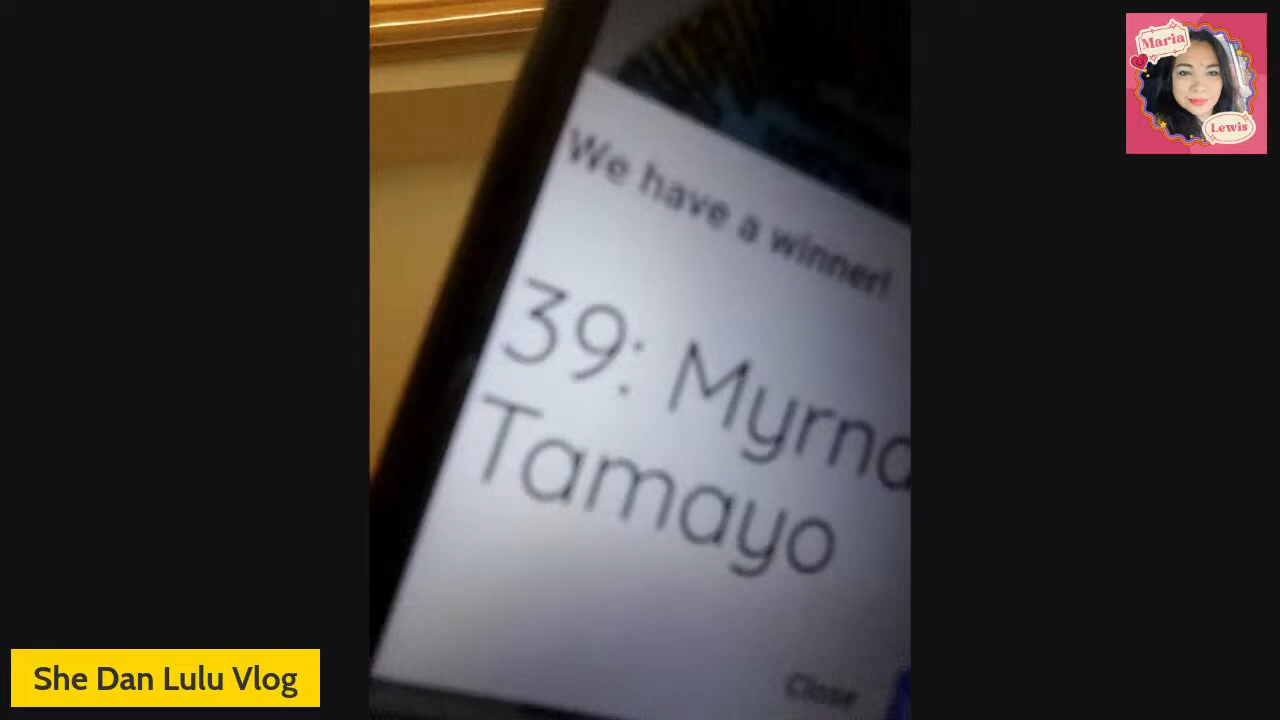 Maria
Lewis
We have a winner!
39: Myrna
Tamayo
Close
She Dan Lulu Vlog